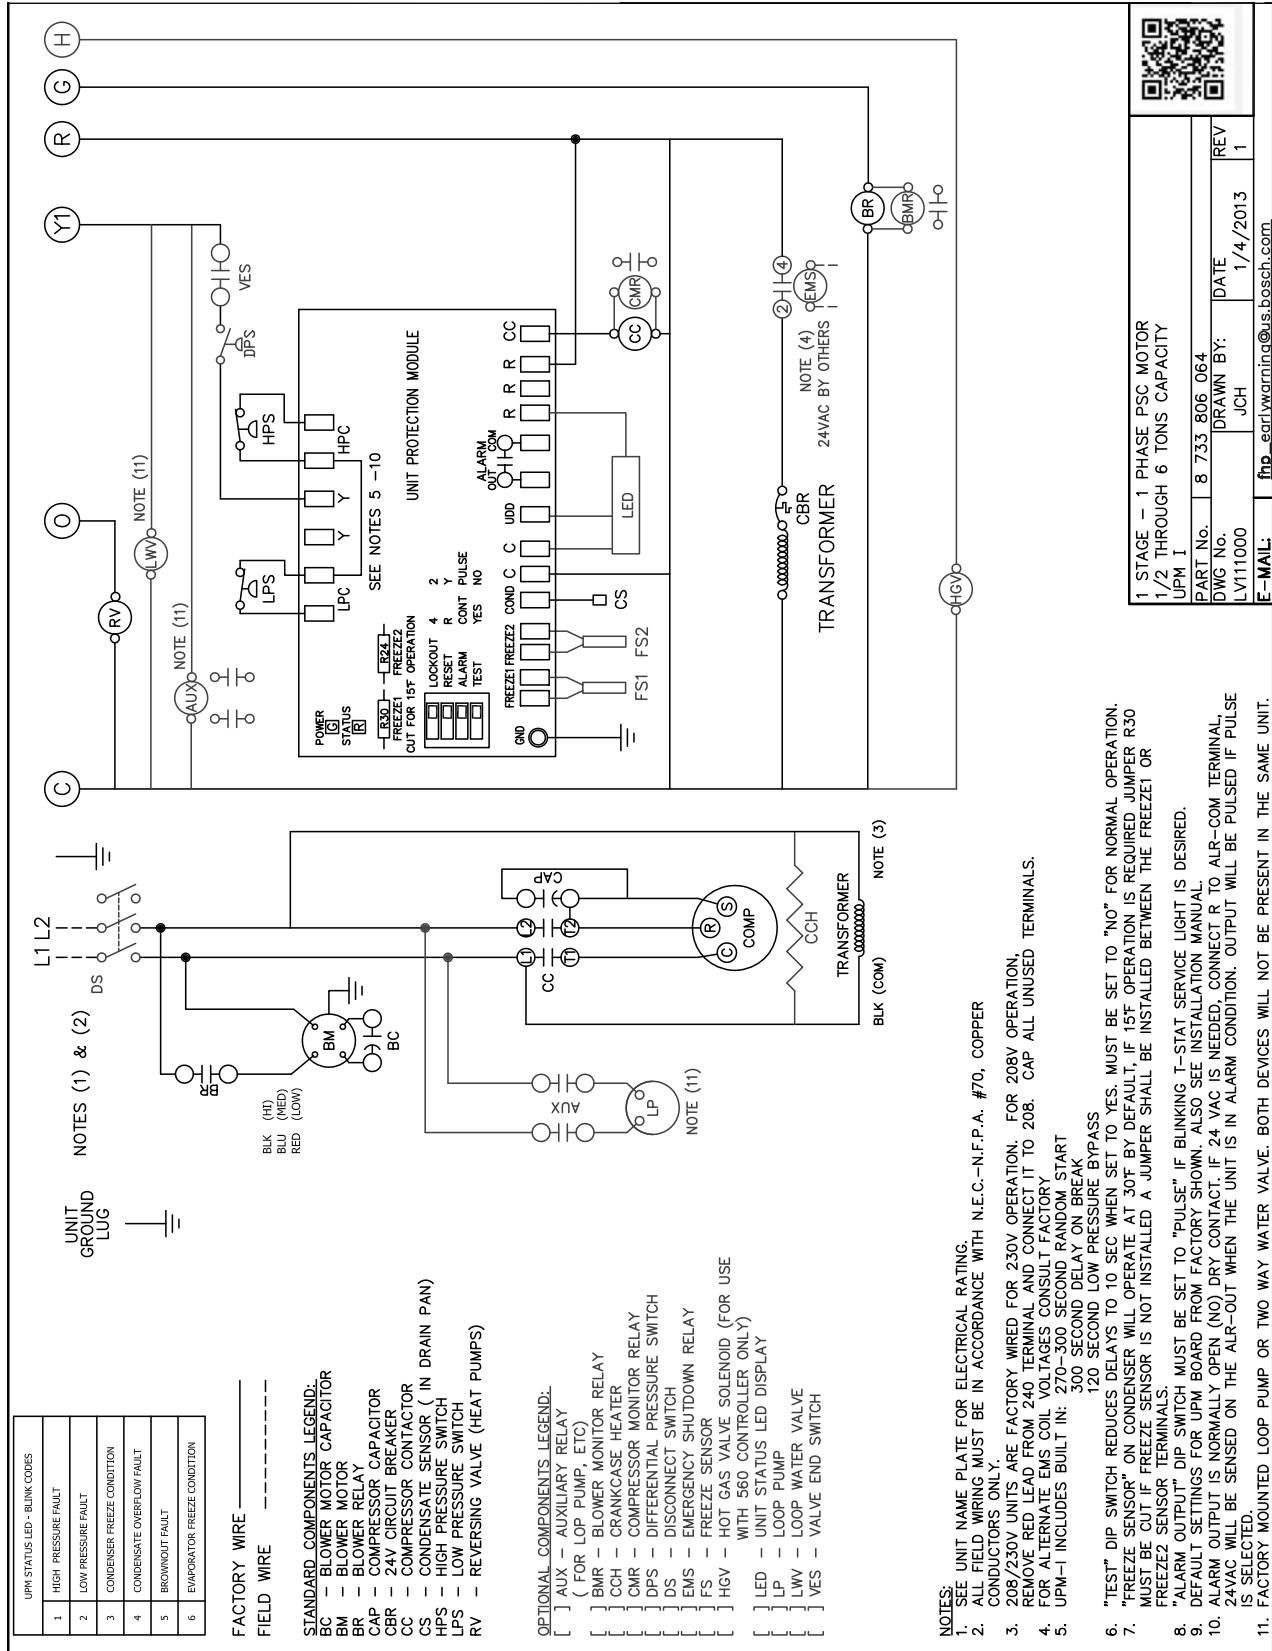 UPM STATUS LED - BLINK CODES
1 HIGH PRESSURE FAULT
2 LOW PRESSURE FAULT
3 CONDENSER FREEZE CONDITION
4 CONDENSATE OVERFLOW FAULT
5 BROWNOUT FAULT
6 EVAPORATOR FREEZE CONDITION
FACTORY WIRE
FIELD WIRE
STANDARD COMPONENTS LEGEND:
BC - BLOWER MOTOR CAPACITOR
BM - BLOWER MOTOR
BR - BLOWER RELAY
CAP - COMPRESSOR CAPACITOR
CBR - 24V CIRCUIT BREAKER
CC - COMPRESSOR CONTACTOR
CS - CONDENSATE SENSOR ( IN DRAIN PAN)
HPS - HIGH PRESSURE SWITCH
LPS - LOW PRESSURE SWITCH
RV - REVERSING VALVE (HEAT PUMPS)
OPTIONAL COMPONENTS LEGEND:
[ ] AUX - AUXILIARY RELAY
( FOR LOP PUMP, ETC)
[ ] BMR - BLOWER MONITOR RELAY
[ ] CCH - CRANKCASE HEATER
[ ] CMR - COMPRESSOR MONITOR RELAY
[ ] DPS - DIFFERENTIAL PRESSURE SWITCH
[ ] DS - DISCONNECT SWITCH
[ ] EMS - EMERGENCY SHUTDOWN RELAY
[ ] FS - FREEZE SENSOR
[ ] HGV - HOT GAS VALVE SOLENOID (FOR USE
WITH 560 CONTROLLER ONLY)
[ ] LED - UNIT STATUS LED DISPLAY
[ ] LP - LOOP PUMP
[ ] LWV - LOOP WATER VALVE
[ ] VES - VALVE END SWITCH
NOTES:
1. SEE UNIT NAME PLATE FOR ELECTRICAL RATING.
2. ALL FIELD WIRING MUST BE IN ACCORDANCE WITH N.E.C.-N.F.P.A. #70, COPPER
CONDUCTORS ONLY.
3. 208/230V UNITS ARE FACTORY WIRED FOR 230V OPERATION. FOR 208V OPERATION,
REMOVE RED LEAD FROM 240 TERMINAL AND CONNECT IT TO 208. CAP ALL UNUSED TERMINALS.
4. FOR ALTERNATE EMS COIL VOLTAGES CONSULT FACTORY
5. UPM-I INCLUDES BUILT IN: 270-300 SECOND RANDOM START
300 SECOND DELAY ON BREAK
120 SECOND LOW PRESSURE BYPASS
6. "TEST" DIP SWITCH REDUCES DELAYS TO 10 SEC WHEN SET TO YES. MUST BE SET TO "NO" FOR NORMAL OPERATION.
7. "FREEZE SENSOR" ON CONDENSER WILL OPERATE AT 30°F BY DEFAULT, IF 15°F OPERATION IS REQUIRED JUMPER R30
MUST BE CUT IF FREEZE SENSOR IS NOT INSTALLED A JUMPER SHALL BE INSTALLED BETWEEN THE FREEZE1 OR
FREEZE2 SENSOR TERMINALS.
8. "ALARM OUTPUT" DIP SWITCH MUST BE SET TO "PULSE" IF BLINKING T-STAT SERVICE LIGHT IS DESIRED.
9. DEFAULT SETTINGS FOR UPM BOARD FROM FACTORY SHOWN. ALSO SEE INSTALLATION MANUAL.
10. ALARM OUTPUT IS NORMALLY OPEN (NO) DRY CONTACT. IF 24 VAC IS NEEDED, CONNECT R TO ALR-COM TERMINAL,
24VAC WILL BE SENSED ON THE ALR-OUT WHEN THE UNIT IS IN ALARM CONDITION. OUTPUT WILL BE PULSED IF PULSE
IS SELECTED.
11. FACTORY MOUNTED LOOP PUMP OR TWO WAY WATER VALVE. BOTH DEVICES WILL NOT BE PRESENT IN THE SAME UNIT.
UNIT
GROUND
LUG
NOTES (1) & (2)
L1 L2
DS
BR
BLK (HI)
BLU (MED)
RED (LOW)
BM
BC
AUX
LP
NOTE (11)
L1 L2
CC
T1 T2
CAP
C R S
COMP
CCH
TRANSFORMER
BLK (COM)
NOTE (3)
C O Y1 R G H
RV
LWV
NOTE (11)
AUX
NOTE (11)
VES
DPS
LPS
HPS
LPC Y Y HPC
SEE NOTES 5 -10
UNIT PROTECTION MODULE
POWER
G
STATUS
R
R30
FREEZE1
R24
FREEZE2
CUT FOR 15°F OPERATION
LOCKOUT 4 2
RESET R Y
ALARM CONT PULSE
TEST YES NO
GND
FREEZE1 FREEZE2 COND C C UDD
ALARM
OUT COM
R R R CC
FS1
FS2
CS
LED
CC
CMR
CBR
TRANSFORMER
NOTE (4)
24VAC BY OTHERS
2 4
EMS
BR
BMR
HGV
1 STAGE - 1 PHASE PSC MOTOR
1/2 THROUGH 6 TONS CAPACITY
UPM I
PART No. 8 733 806 064
DWG No. DRAWN BY: DATE REV
LV111000 JCH 1/4/2013 1
E-MAIL: fhp_earlywarning@us.bosch.com